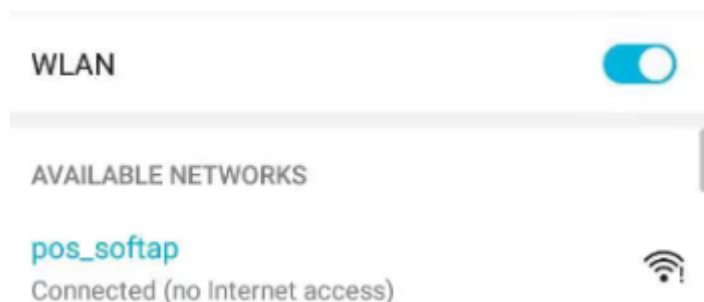 WLAN
AVAILABLE NETWORKS
pos_softap
Connected (no Internet access)